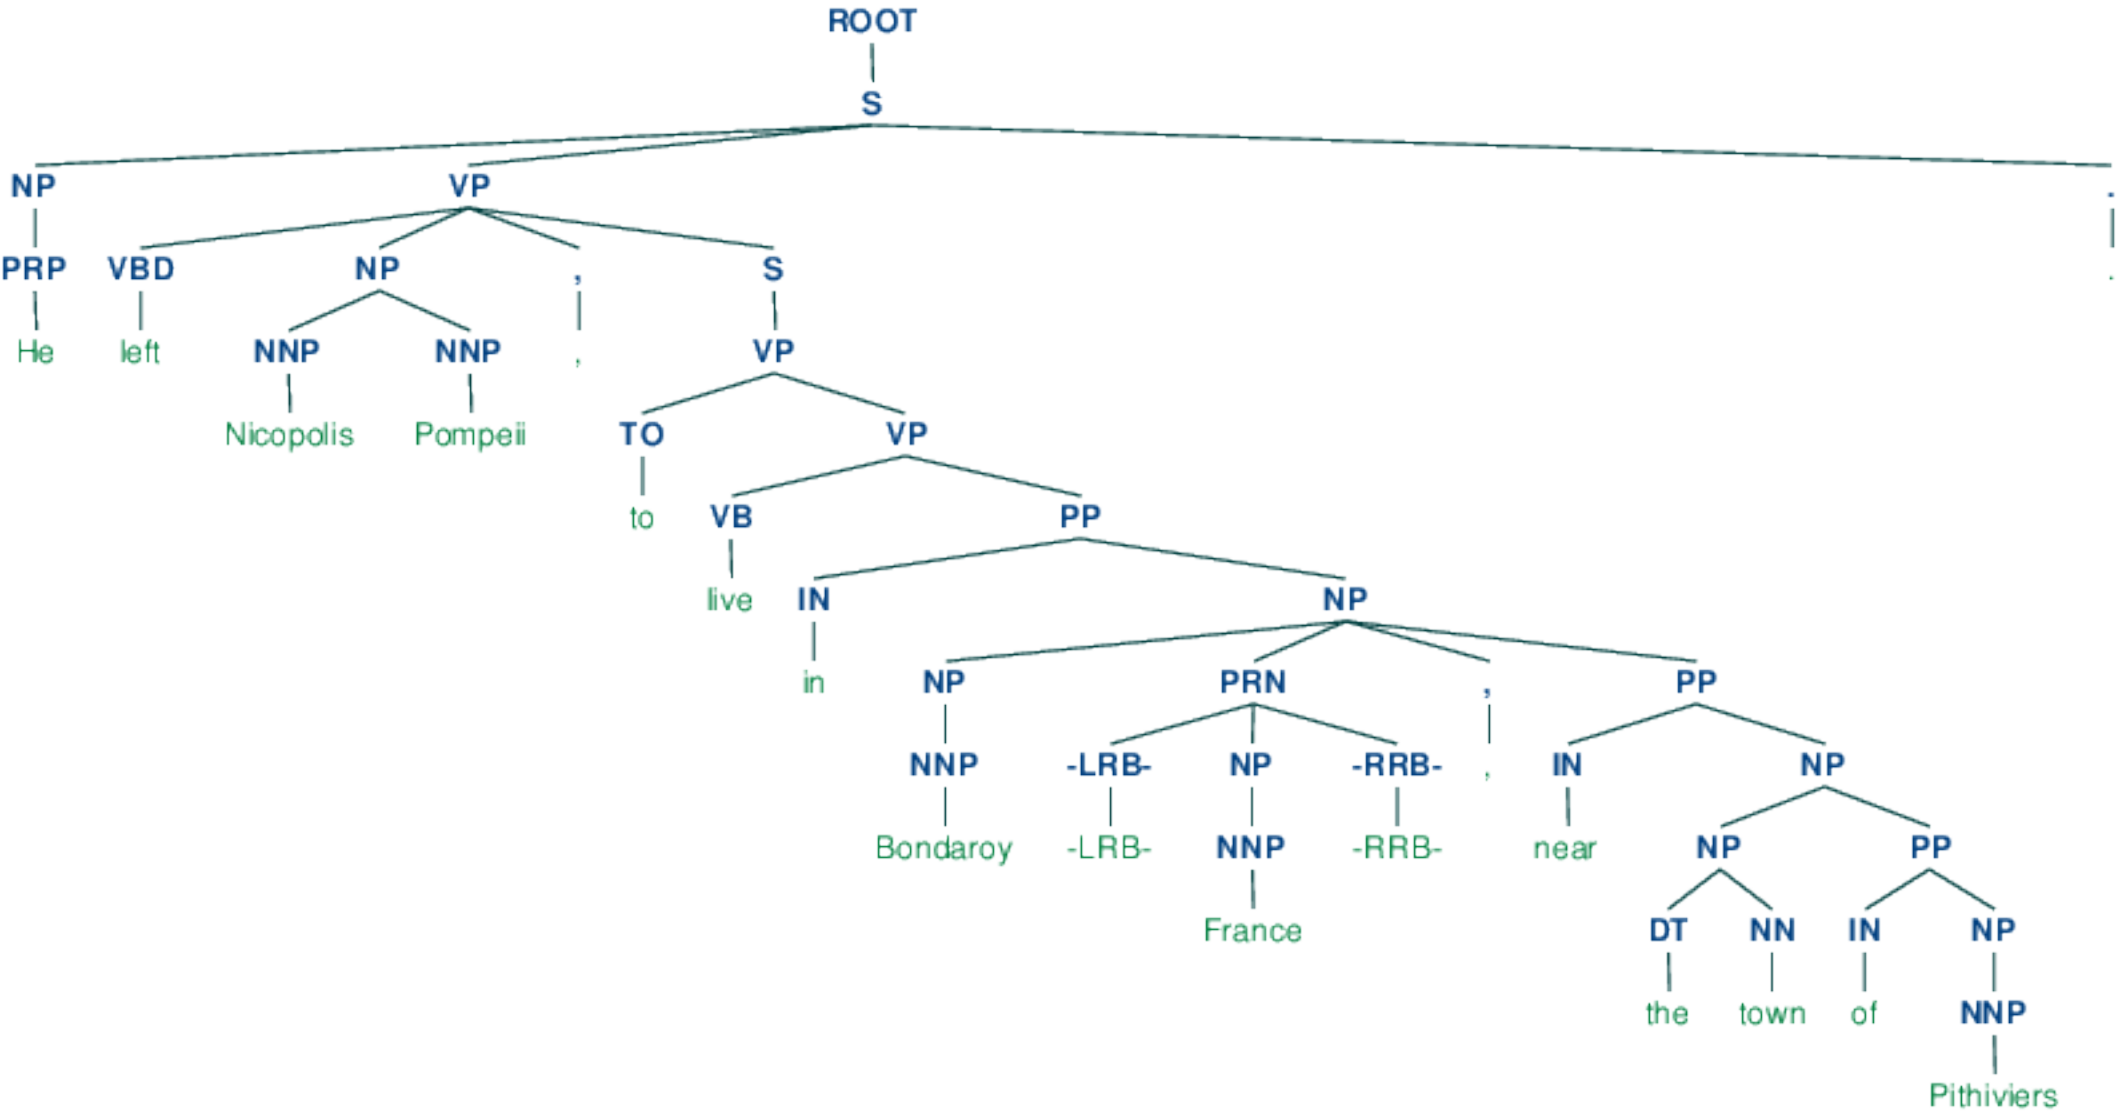 ROOT
S
NP VP .
PRP VBD NP , S .
He left NNP NNP , VP
Nicopolis Pompeii TO VP
to VB PP
live IN NP
in NP PRN , PP
NNP -LRB- NP -RRB- , IN NP
Bondaroy -LRB- NNP -RRB- near NP PP
France DT NN IN NP
the town of NNP
Pithiviers